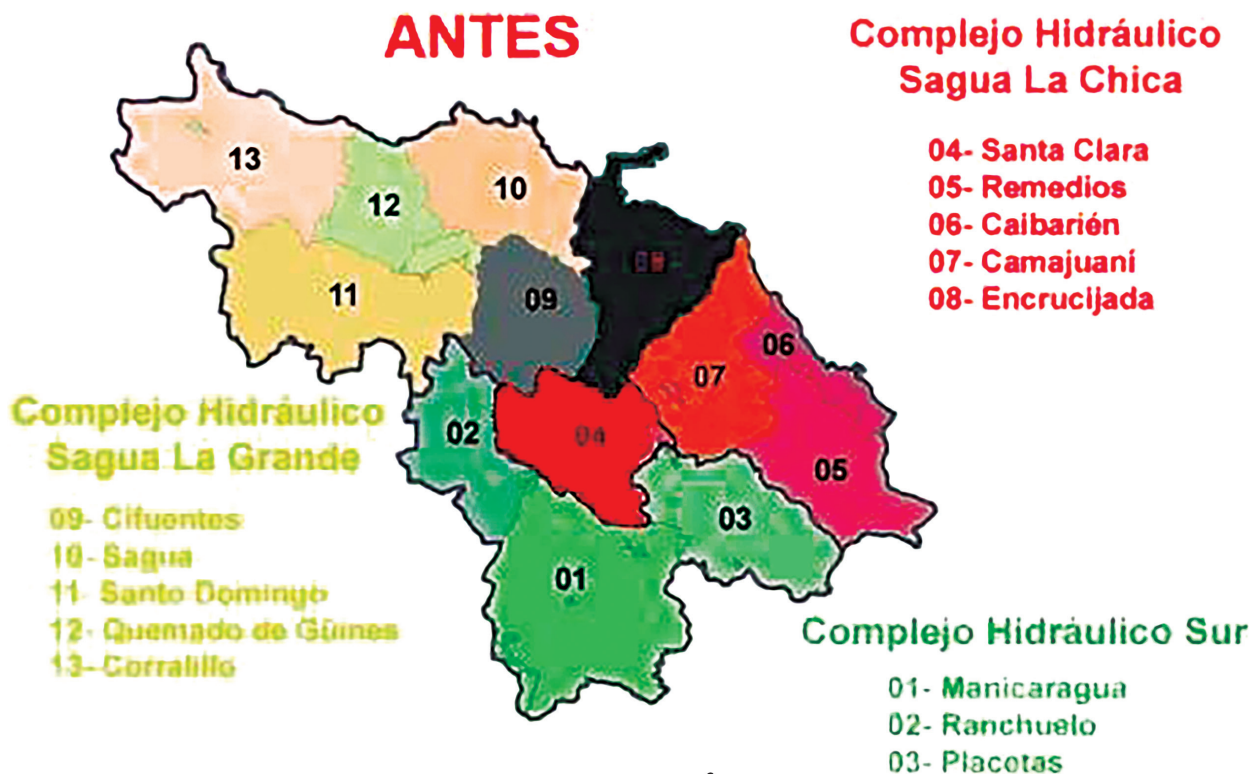 ANTES
Complejo Hidráulico
Sagua La Chica
04- Santa Clara
05- Remedios
06- Caibarién
07- Camajuaní
08- Encrucijada
13
12
10
11
09
08
07
06
05
04
02
03
01
Complejo Hidráulico
Sagua La Grande
09- Cifuentes
10- Sagua
11- Santo Domingo
12- Quemado de Güines
13- Corralillo
Complejo Hidráulico Sur
01- Manicaragua
02- Ranchuelo
03- Placetas